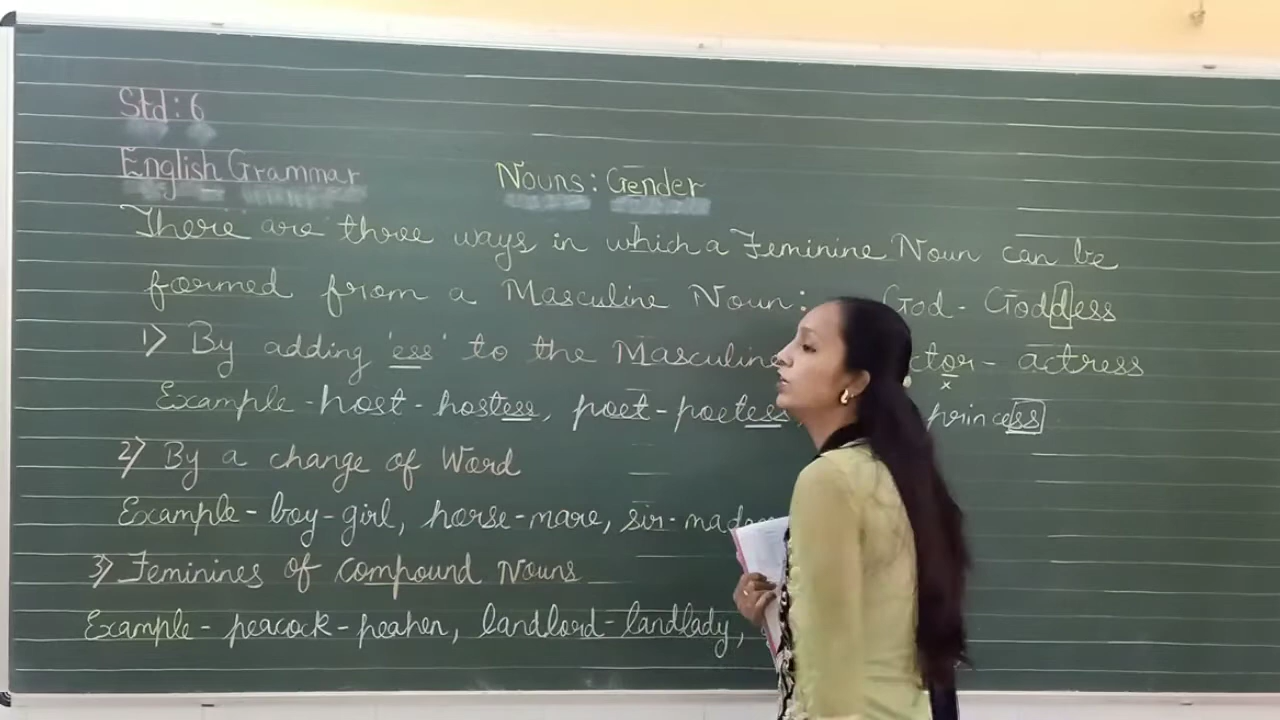 Std: 6
English Grammar
Nouns: Gender
There are three ways in which a Feminine Noun can be
formed from a Masculine Noun: God - Goddess
1) By adding 'ess' to the Masculine ctor - actress
Example - host - hostess, poet - poetess princess
2) By a change of Word
Example - boy - girl, horse - mare, sir - madam
3) Feminines of Compound Nouns
Example - peacock - peahen, landlord - landlady,